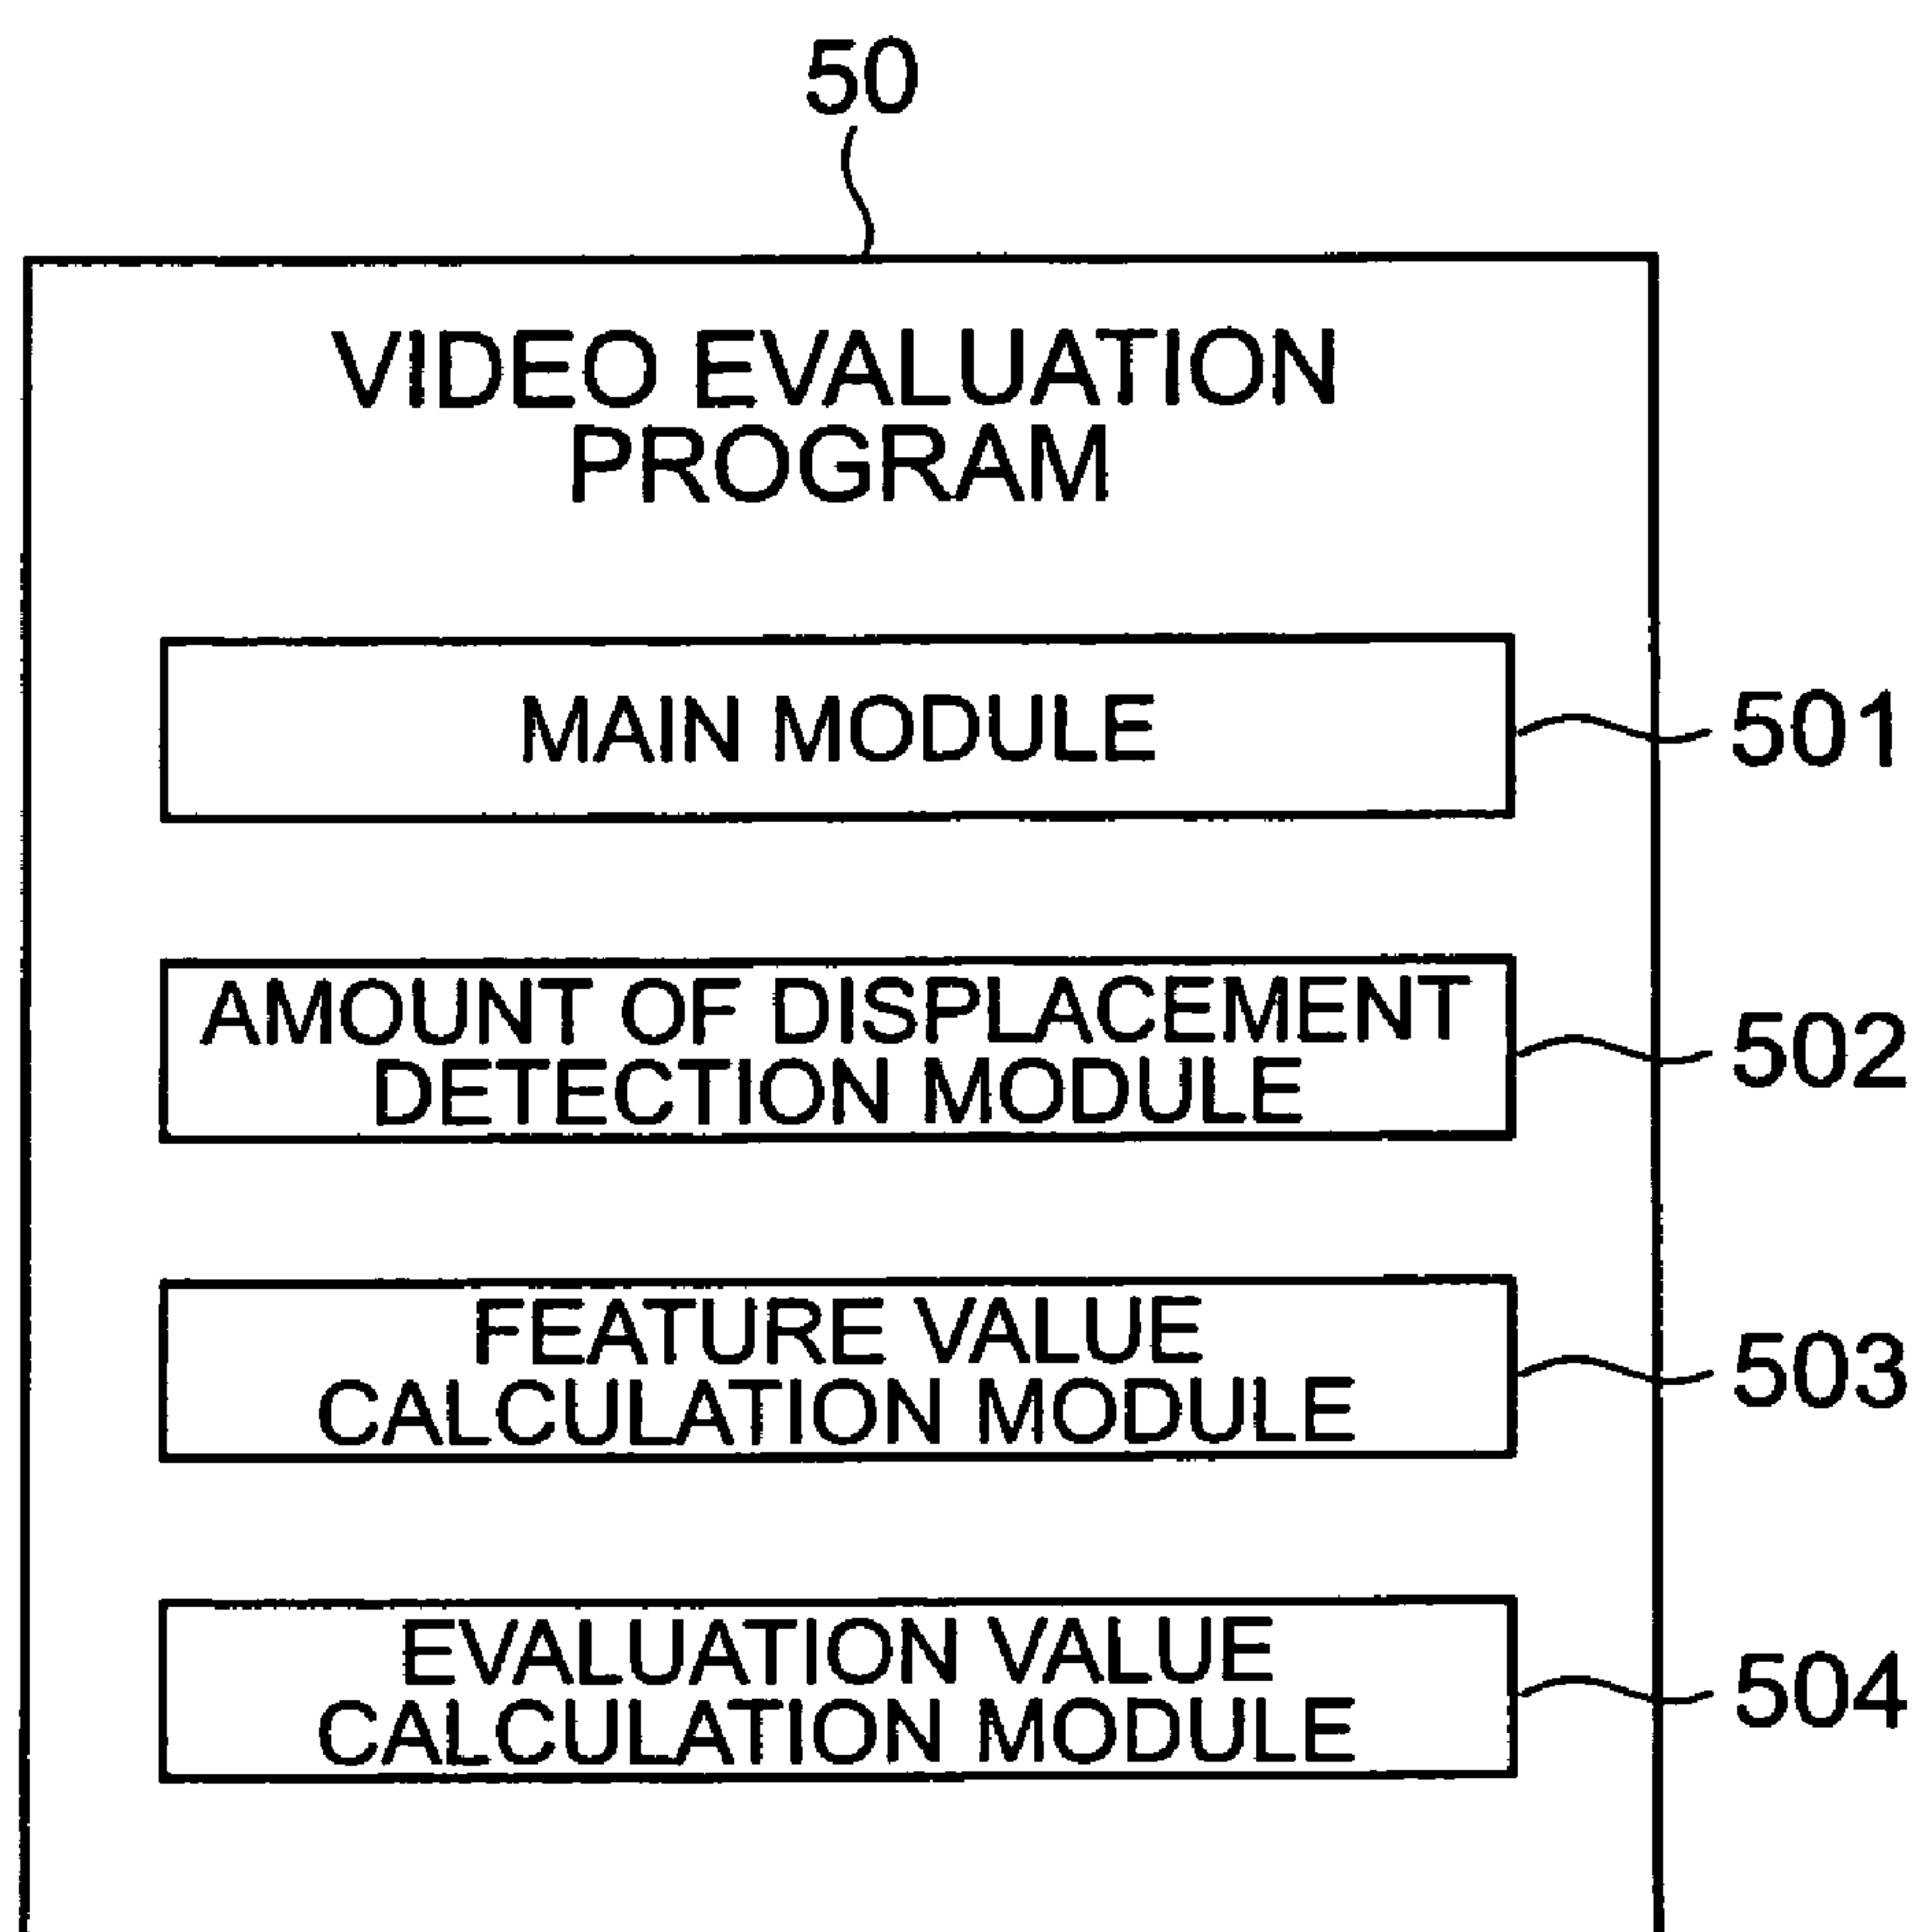 50
VIDEO EVALUATION
PROGRAM
MAIN MODULE
501
AMOUNT OF DISPLACEMENT
DETECTION MODULE
502
FEATURE VALUE
CALCULATION MODULE
503
EVALUATION VALUE
CALCULATION MODULE
504